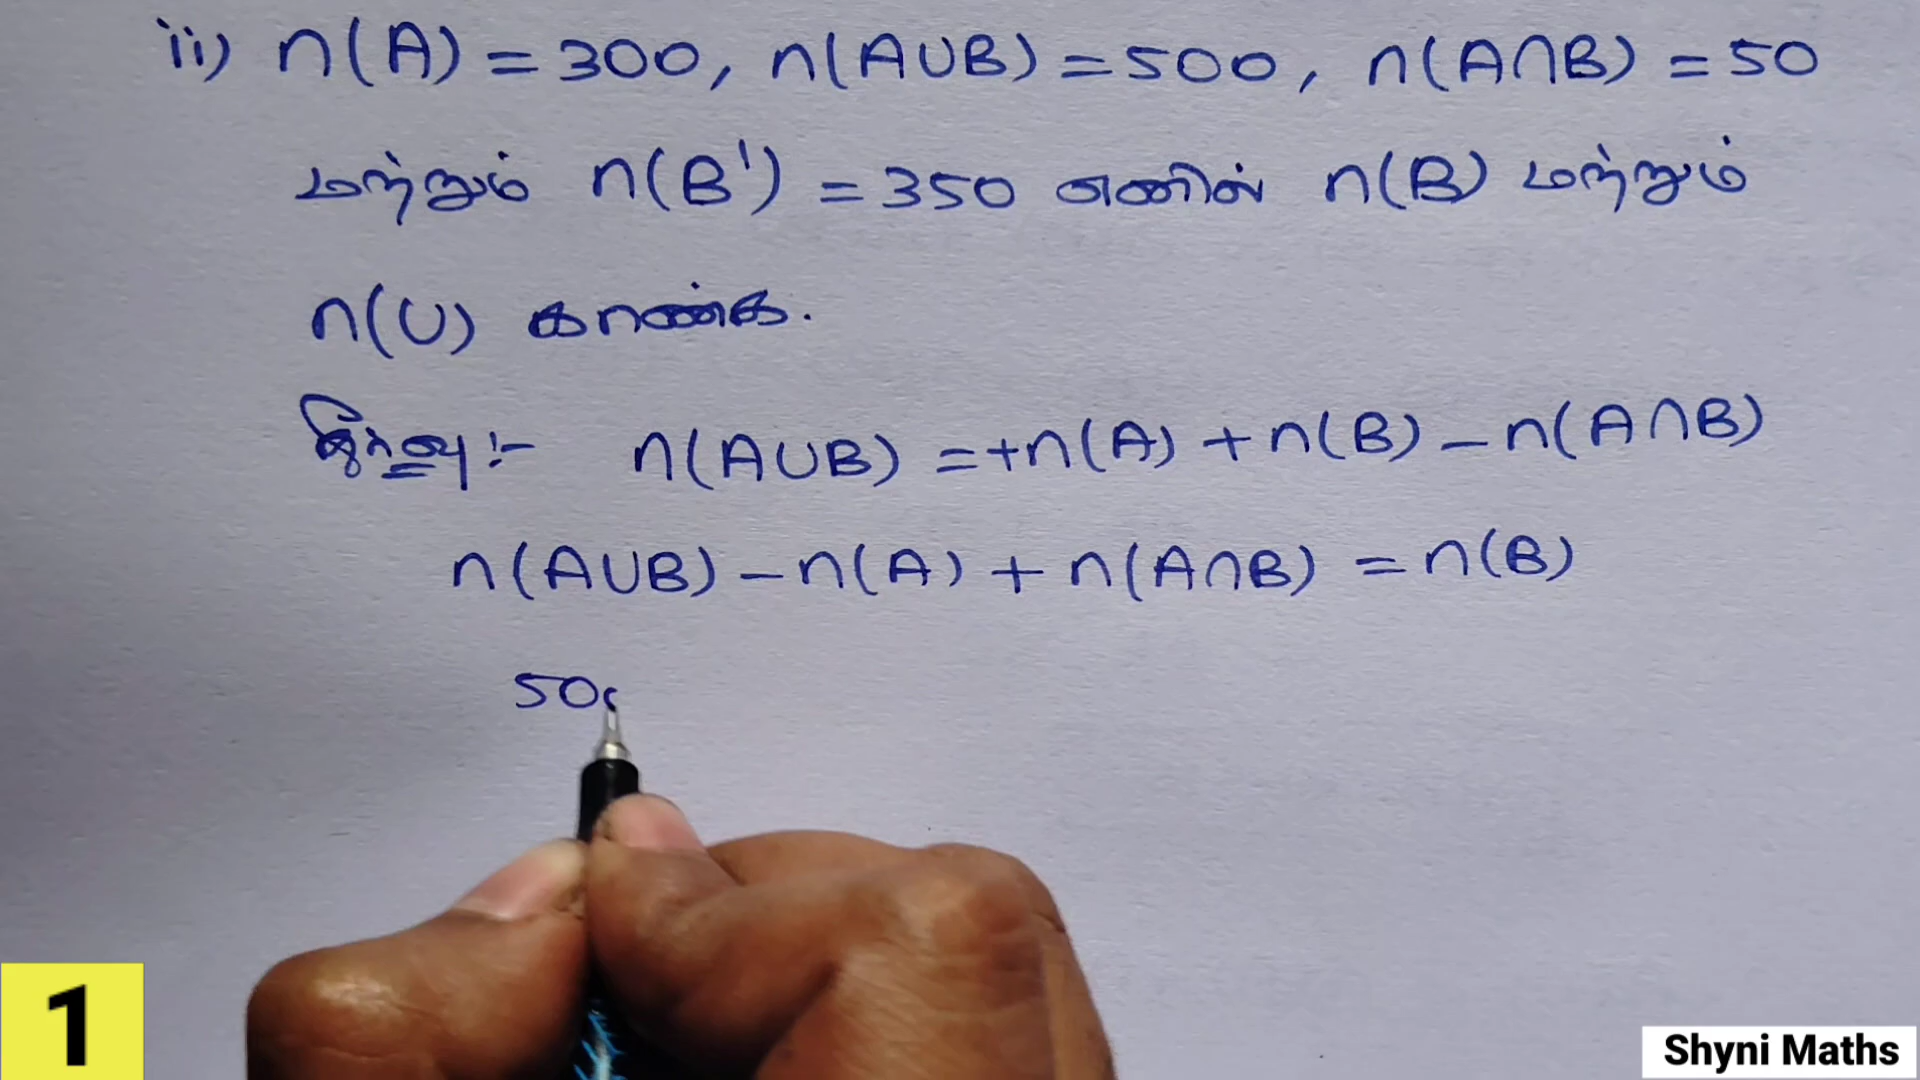 ii) n(A) = 300, n(A∪B) = 500, n(A∩B) = 50
மற்றும் n(B') = 350 எனில் n(B) மற்றும்
n(U) காண்க.
தீர்வு :- n(A∪B) = +n(A) + n(B) - n(A∩B)
n(A∪B) - n(A) + n(A∩B) = n(B)
50
1
Shyni Maths